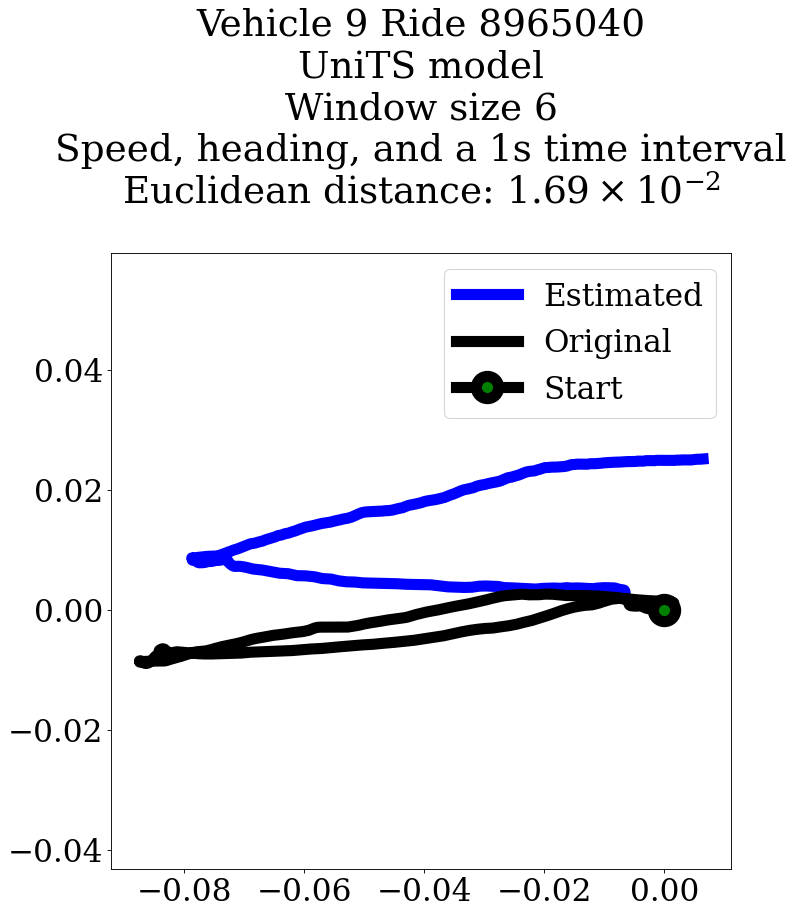 Vehicle 9 Ride 8965040
UniTS model
Window size 6
Speed, heading, and a 1s time interval
Euclidean distance: 1.69 × 10⁻²
Estimated
Original
Start
0.04
0.02
0.00
−0.02
−0.04
−0.08 −0.06 −0.04 −0.02 0.00